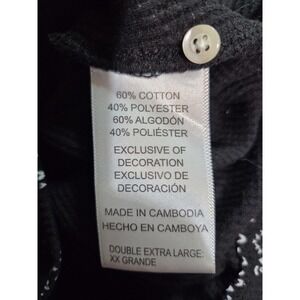 60% COTTON
40% POLYESTER
60% ALGODÓN
40% POLIÉSTER
EXCLUSIVE OF
DECORATION
EXCLUSIVO DE
DECORACIÓN
MADE IN CAMBODIA
HECHO EN CAMBOYA
DOUBLE EXTRA LARGE:
XX GRANDE